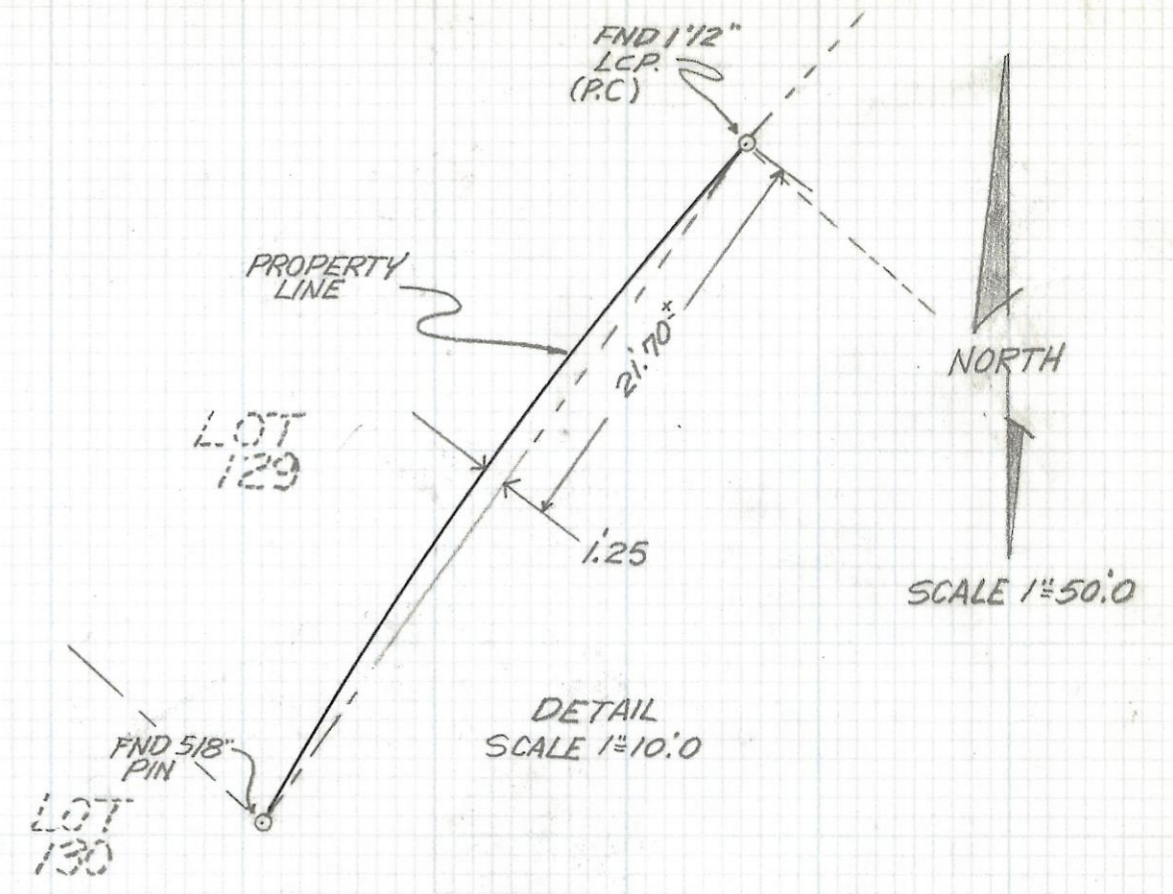 FND 1 1/2"
L.C.P.
(P.C)
PROPERTY
LINE
21.'70 ±
NORTH
LOT
129
1.'25
SCALE 1"=50.'0
DETAIL
SCALE 1"=10.'0
FND 5/8"
PIN
LOT
130